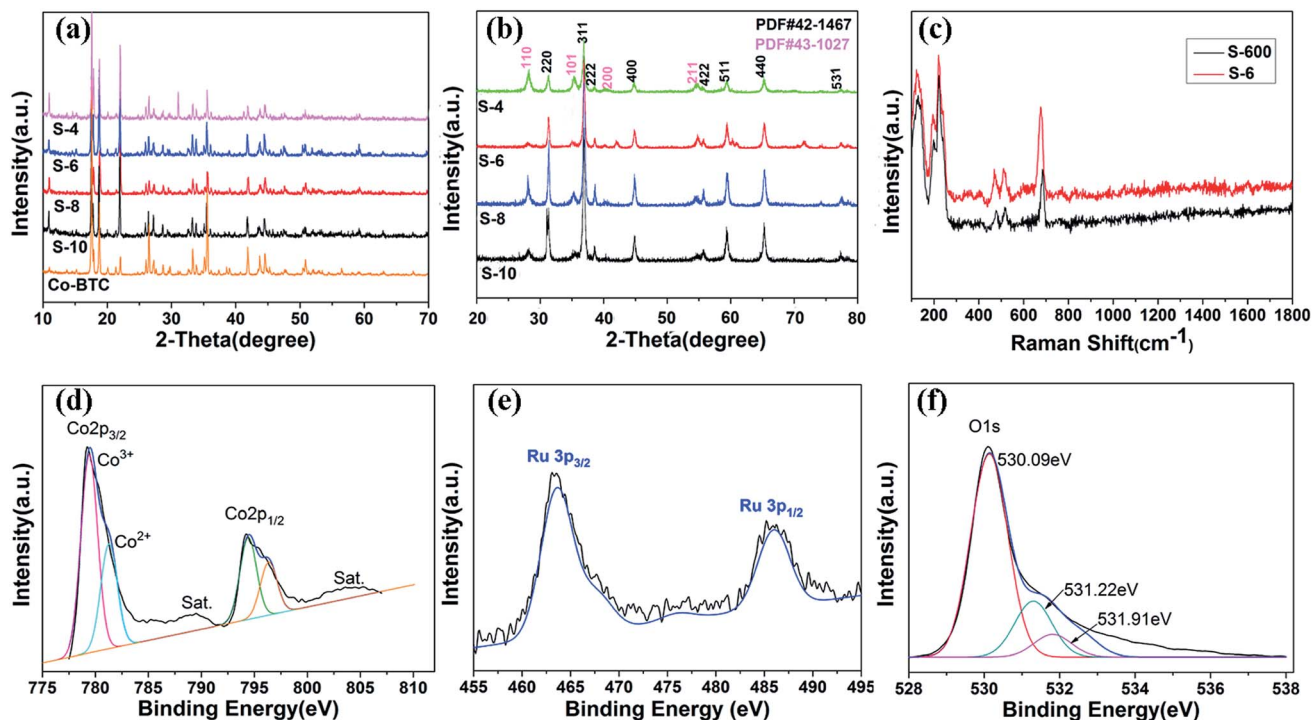 (a)
Intensity(a.u.)
S-4
S-6
S-8
S-10
Co-BTC
10 20 30 40 50 60 70
2-Theta(degree)
(b)
PDF#42-1467
PDF#43-1027
Intensity(a.u.)
110
220
101
311
222
200
400
211
422
511
440
531
S-4
S-6
S-8
S-10
20 30 40 50 60 70 80
2-Theta(degree)
(c)
S-600
S-6
Intensity(a.u.)
200 400 600 800 1000 1200 1400 1600 1800
Raman Shift(cm-1)
(d)
Intensity(a.u.)
Co2p3/2
Co3+
Co2+
Sat.
Co2p1/2
Sat.
775 780 785 790 795 800 805 810
Binding Energy(eV)
(e)
Intensity(a.u.)
Ru 3p3/2
Ru 3p1/2
455 460 465 470 475 480 485 490 495
Binding Energy (eV)
(f)
Intensity(a.u.)
O1s
530.09eV
531.22eV
531.91eV
528 530 532 534 536 538
Binding Energy(eV)